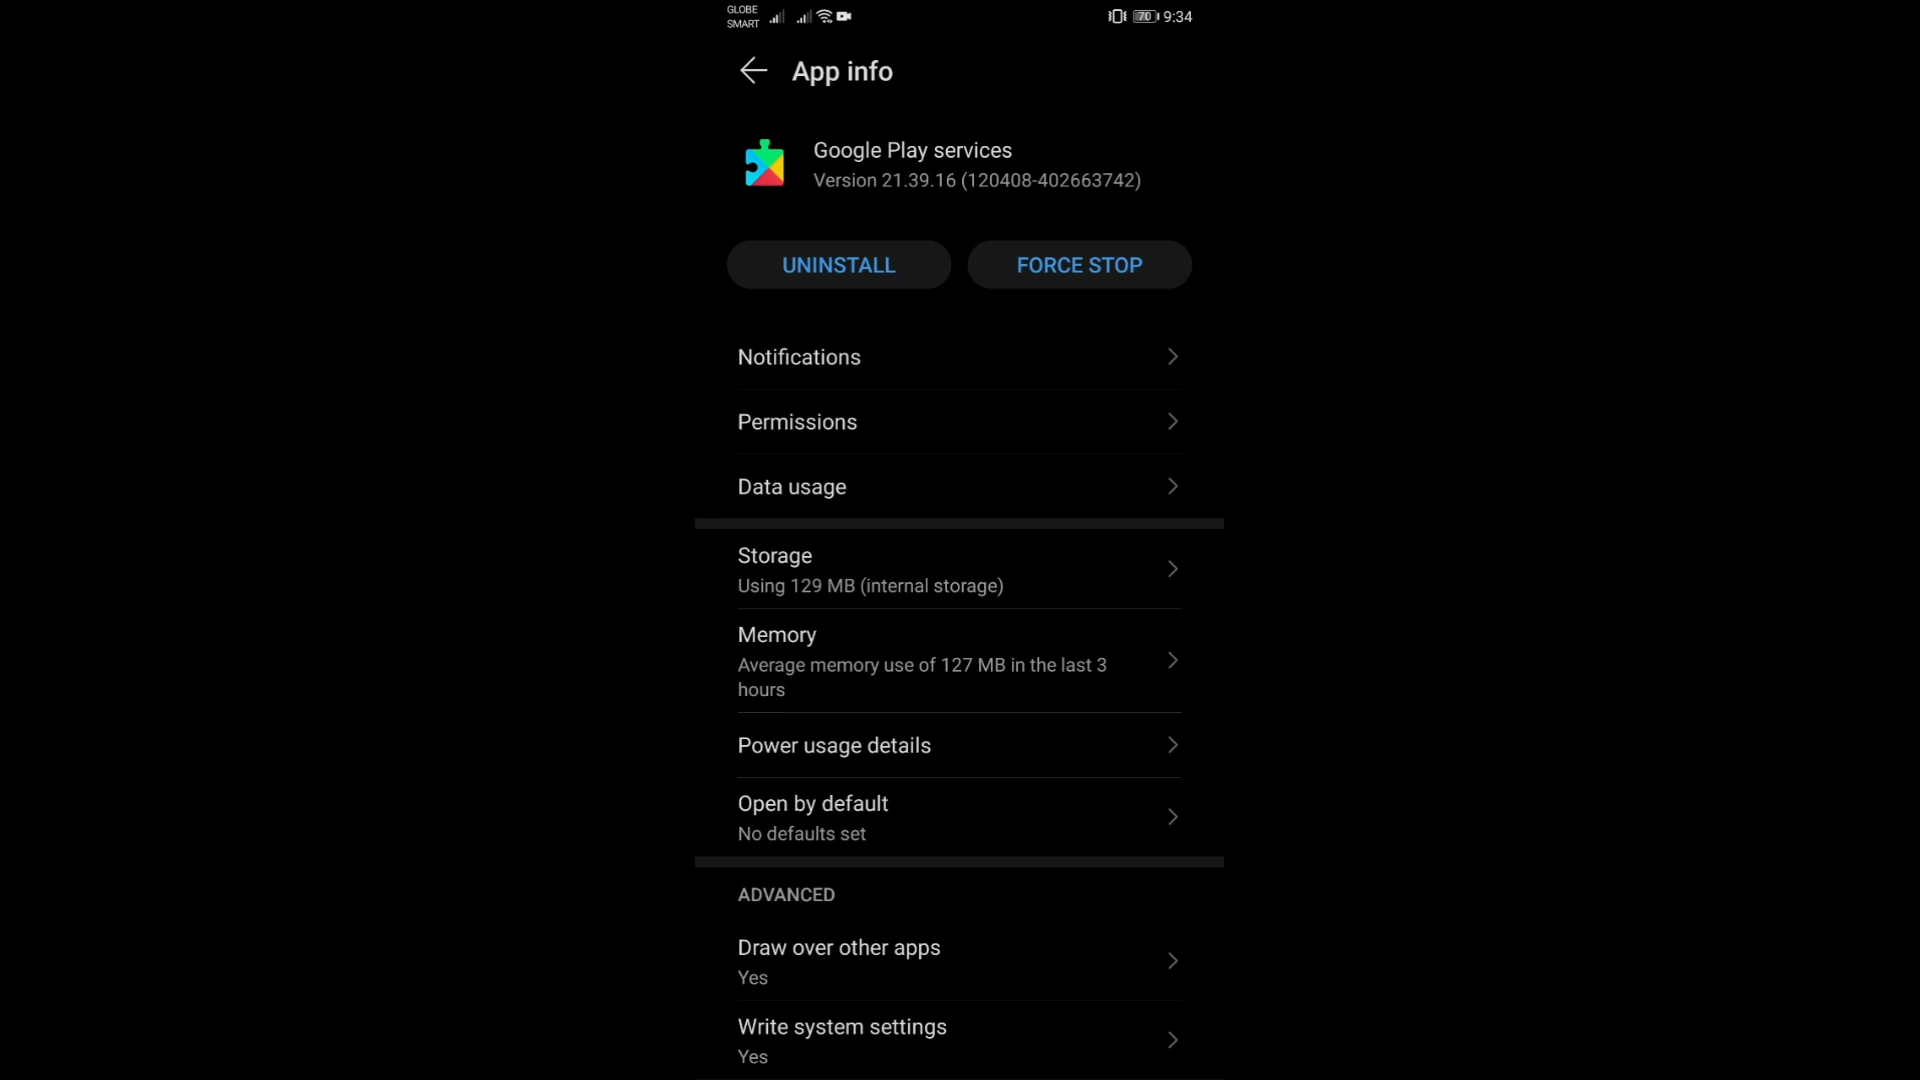 GLOBE
SMART
70 9:34
App info
Google Play services
Version 21.39.16 (120408-402663742)
UNINSTALL
FORCE STOP
Notifications
Permissions
Data usage
Storage
Using 129 MB (internal storage)
Memory
Average memory use of 127 MB in the last 3
hours
Power usage details
Open by default
No defaults set
ADVANCED
Draw over other apps
Yes
Write system settings
Yes